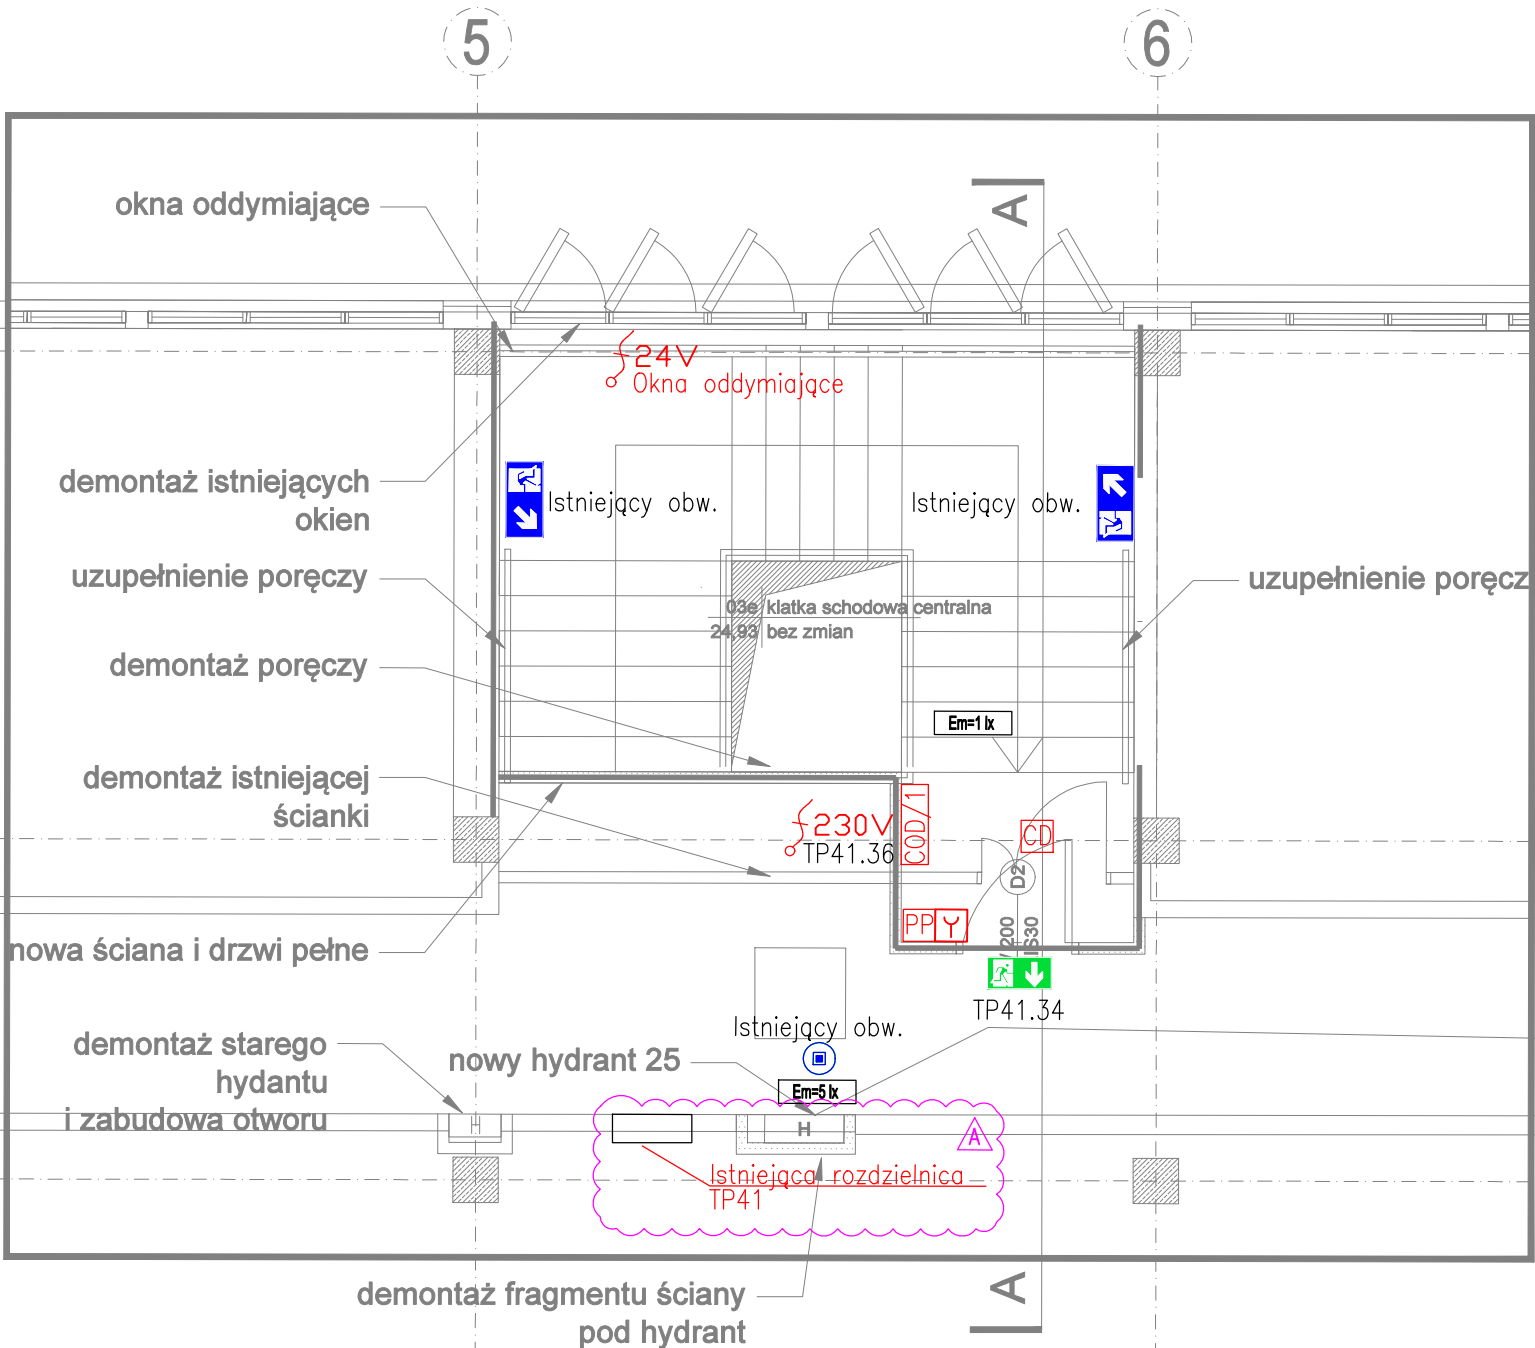 5
6
okna oddymiające
A
24V
Okna oddymiające
demontaż istniejących
okien
Istniejący obw.
Istniejący obw.
uzupełnienie poręczy
uzupełnienie poręcz
03e klatka schodowa centralna
24,93 bez zmian
demontaż poręczy
Em=1 lx
demontaż istniejącej
ścianki
230V
TP41.36
COD/1
CD
D2
PP
200
S30
nowa ściana i drzwi pełne
TP41.34
Istniejący obw.
demontaż starego
hydantu
i zabudowa otworu
nowy hydrant 25
Em=5 lx
H
H
A
Istniejąca rozdzielnica
TP41
demontaż fragmentu ściany
pod hydrant
A